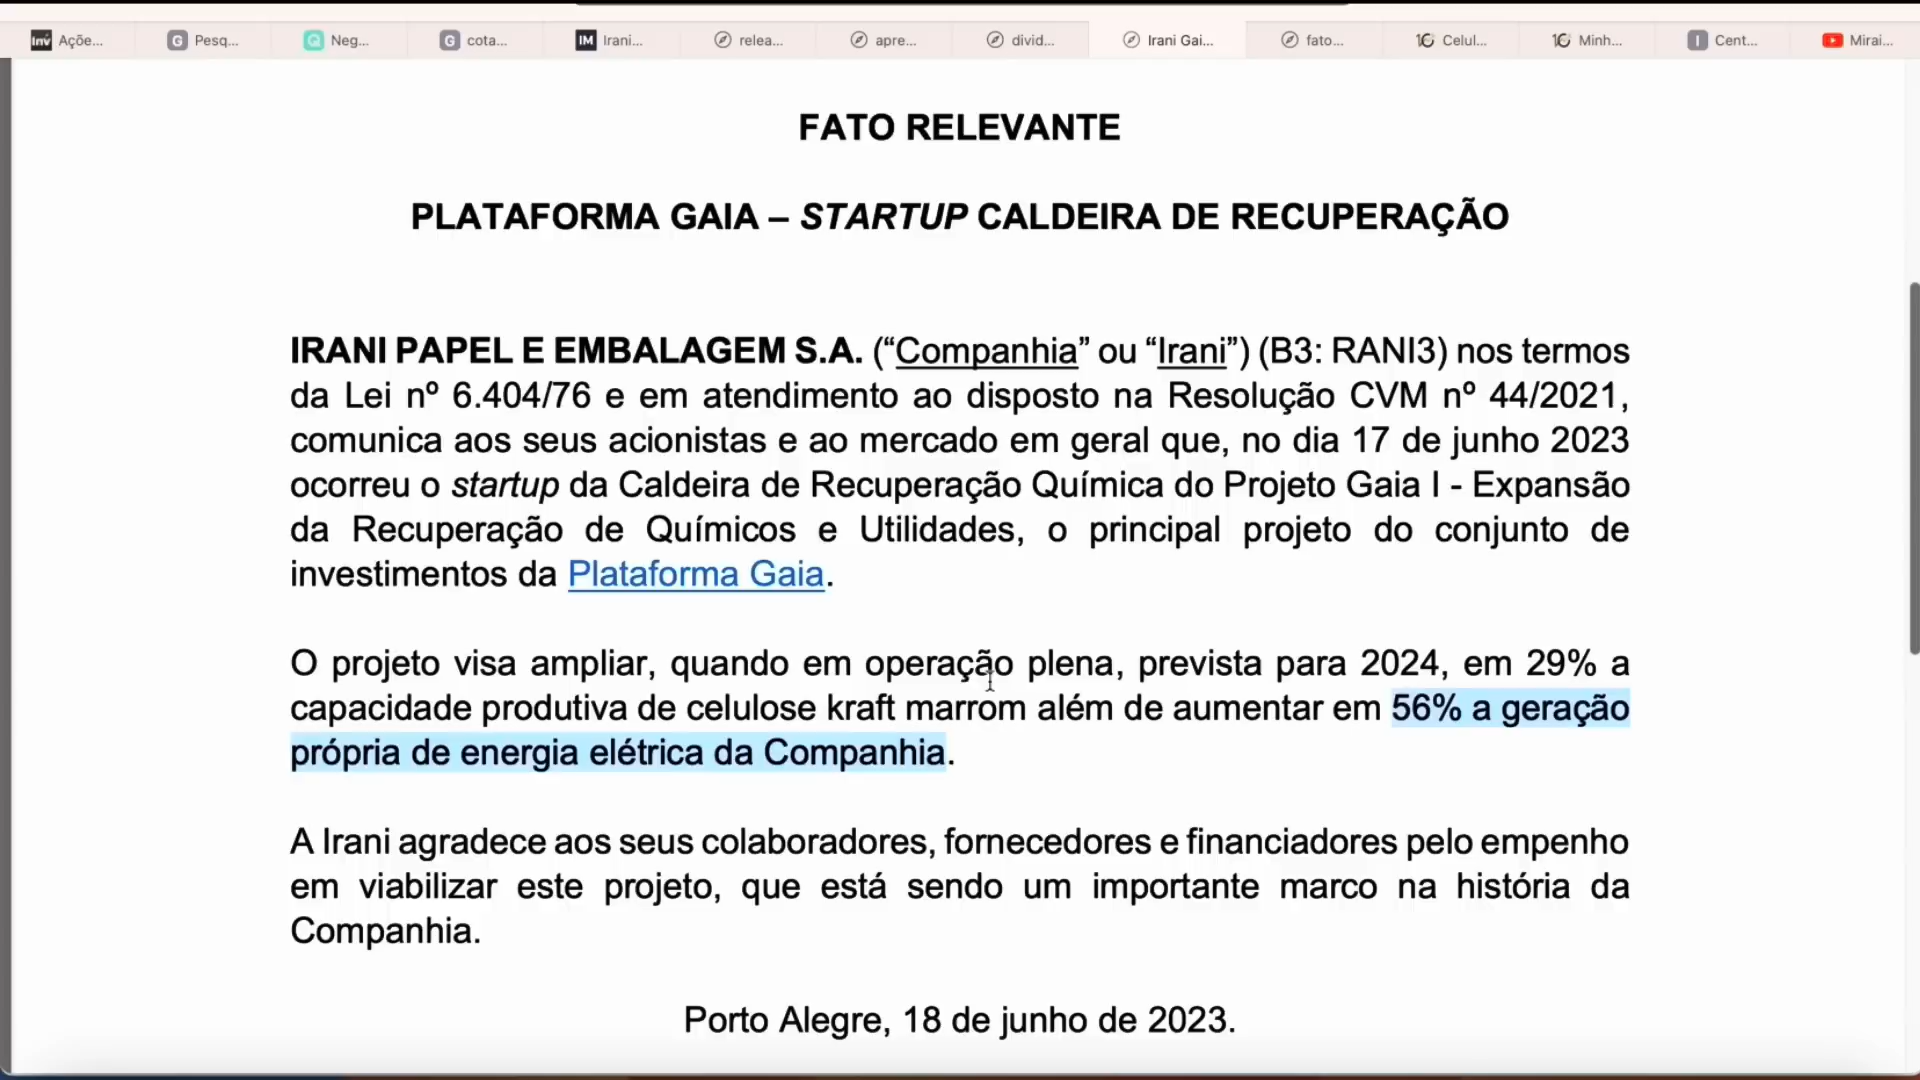 Inv Açõe... G Pesq... Q Neg... G cota... IM Irani... relea... apre... divid... Irani Gai... fato... Celul... Minh... I Cent... Mirai...
FATO RELEVANTE
PLATAFORMA GAIA – STARTUP CALDEIRA DE RECUPERAÇÃO
IRANI PAPEL E EMBALAGEM S.A. (“Companhia” ou “Irani”) (B3: RANI3) nos termos
da Lei nº 6.404/76 e em atendimento ao disposto na Resolução CVM nº 44/2021,
comunica aos seus acionistas e ao mercado em geral que, no dia 17 de junho 2023
ocorreu o startup da Caldeira de Recuperação Química do Projeto Gaia I - Expansão
da Recuperação de Químicos e Utilidades, o principal projeto do conjunto de
investimentos da Plataforma Gaia.
O projeto visa ampliar, quando em operação plena, prevista para 2024, em 29% a
capacidade produtiva de celulose kraft marrom além de aumentar em 56% a geração
própria de energia elétrica da Companhia.
A Irani agradece aos seus colaboradores, fornecedores e financiadores pelo empenho
em viabilizar este projeto, que está sendo um importante marco na história da
Companhia.
Porto Alegre, 18 de junho de 2023.